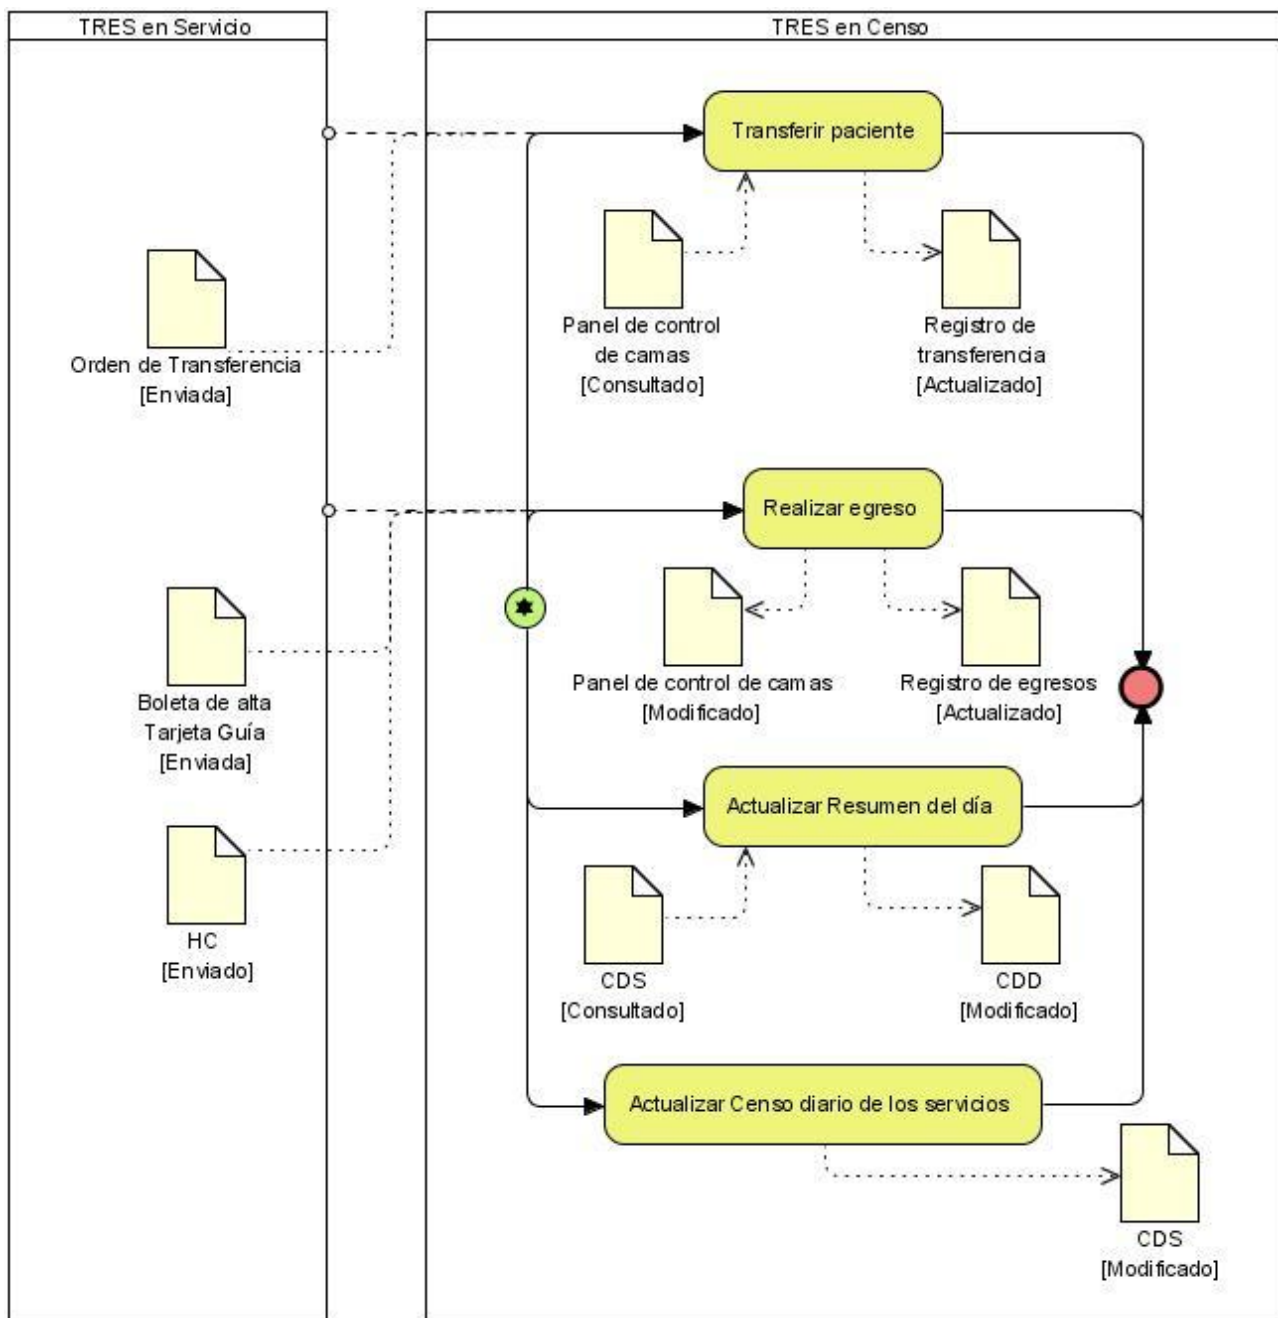 TRES en Servicio
TRES en Censo
Transferir paciente
Panel de control
de camas
[Consultado]
Registro de
transferencia
[Actualizado]
Orden de Transferencia
[Enviada]
Realizar egreso
Panel de control de camas
[Modificado]
Registro de egresos
[Actualizado]
Boleta de alta
Tarjeta Guía
[Enviada]
Actualizar Resumen del día
HC
[Enviado]
CDS
[Consultado]
CDD
[Modificado]
Actualizar Censo diario de los servicios
CDS
[Modificado]